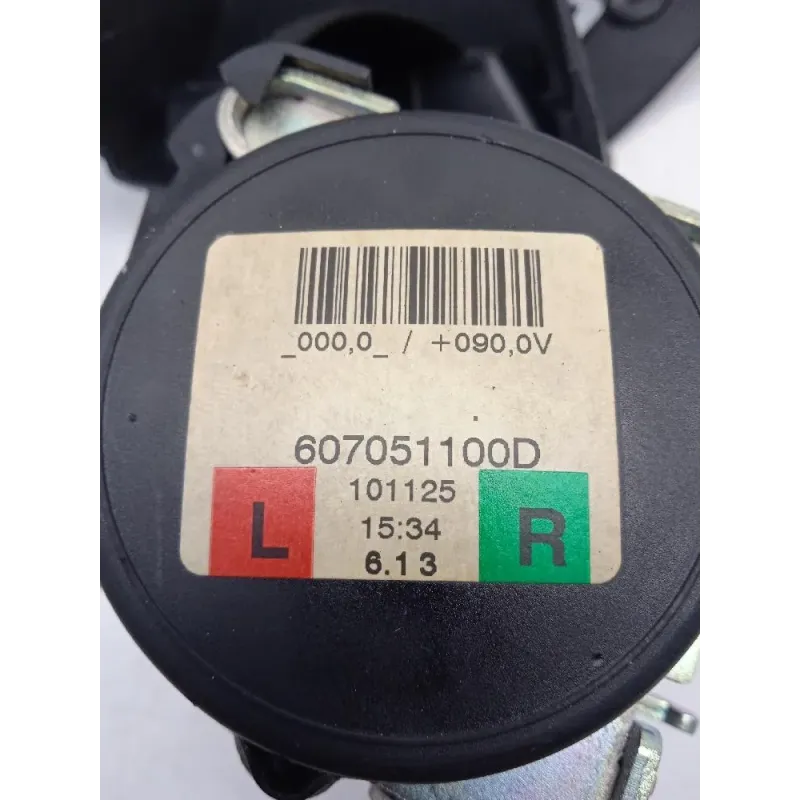 _000,0_ / +090,0V
607051100D
101125
L
15:34
R
6.13